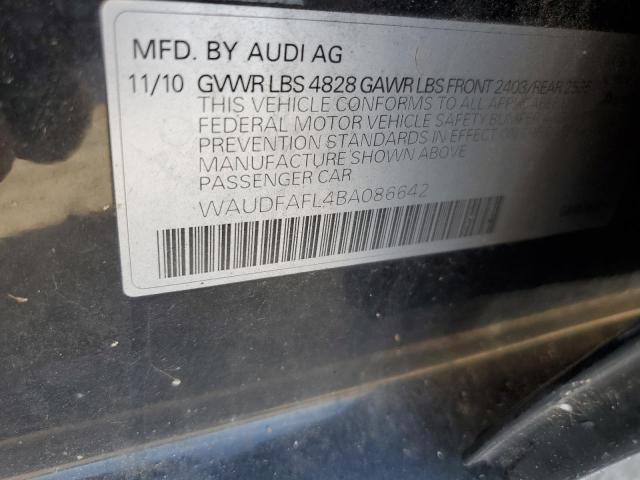 MFD. BY AUDI AG
11/10 GVWR LBS 4828 GAWR LBS FRONT 2403/REAR
THIS VEHICLE CONFORMS TO ALL
FEDERAL MOTOR VEHICLE SAFETY
PREVENTION STANDARDS IN EFFECT
MANUFACTURE SHOWN ABOVE
PASSENGER CAR
WAUDFAFL4BA086642